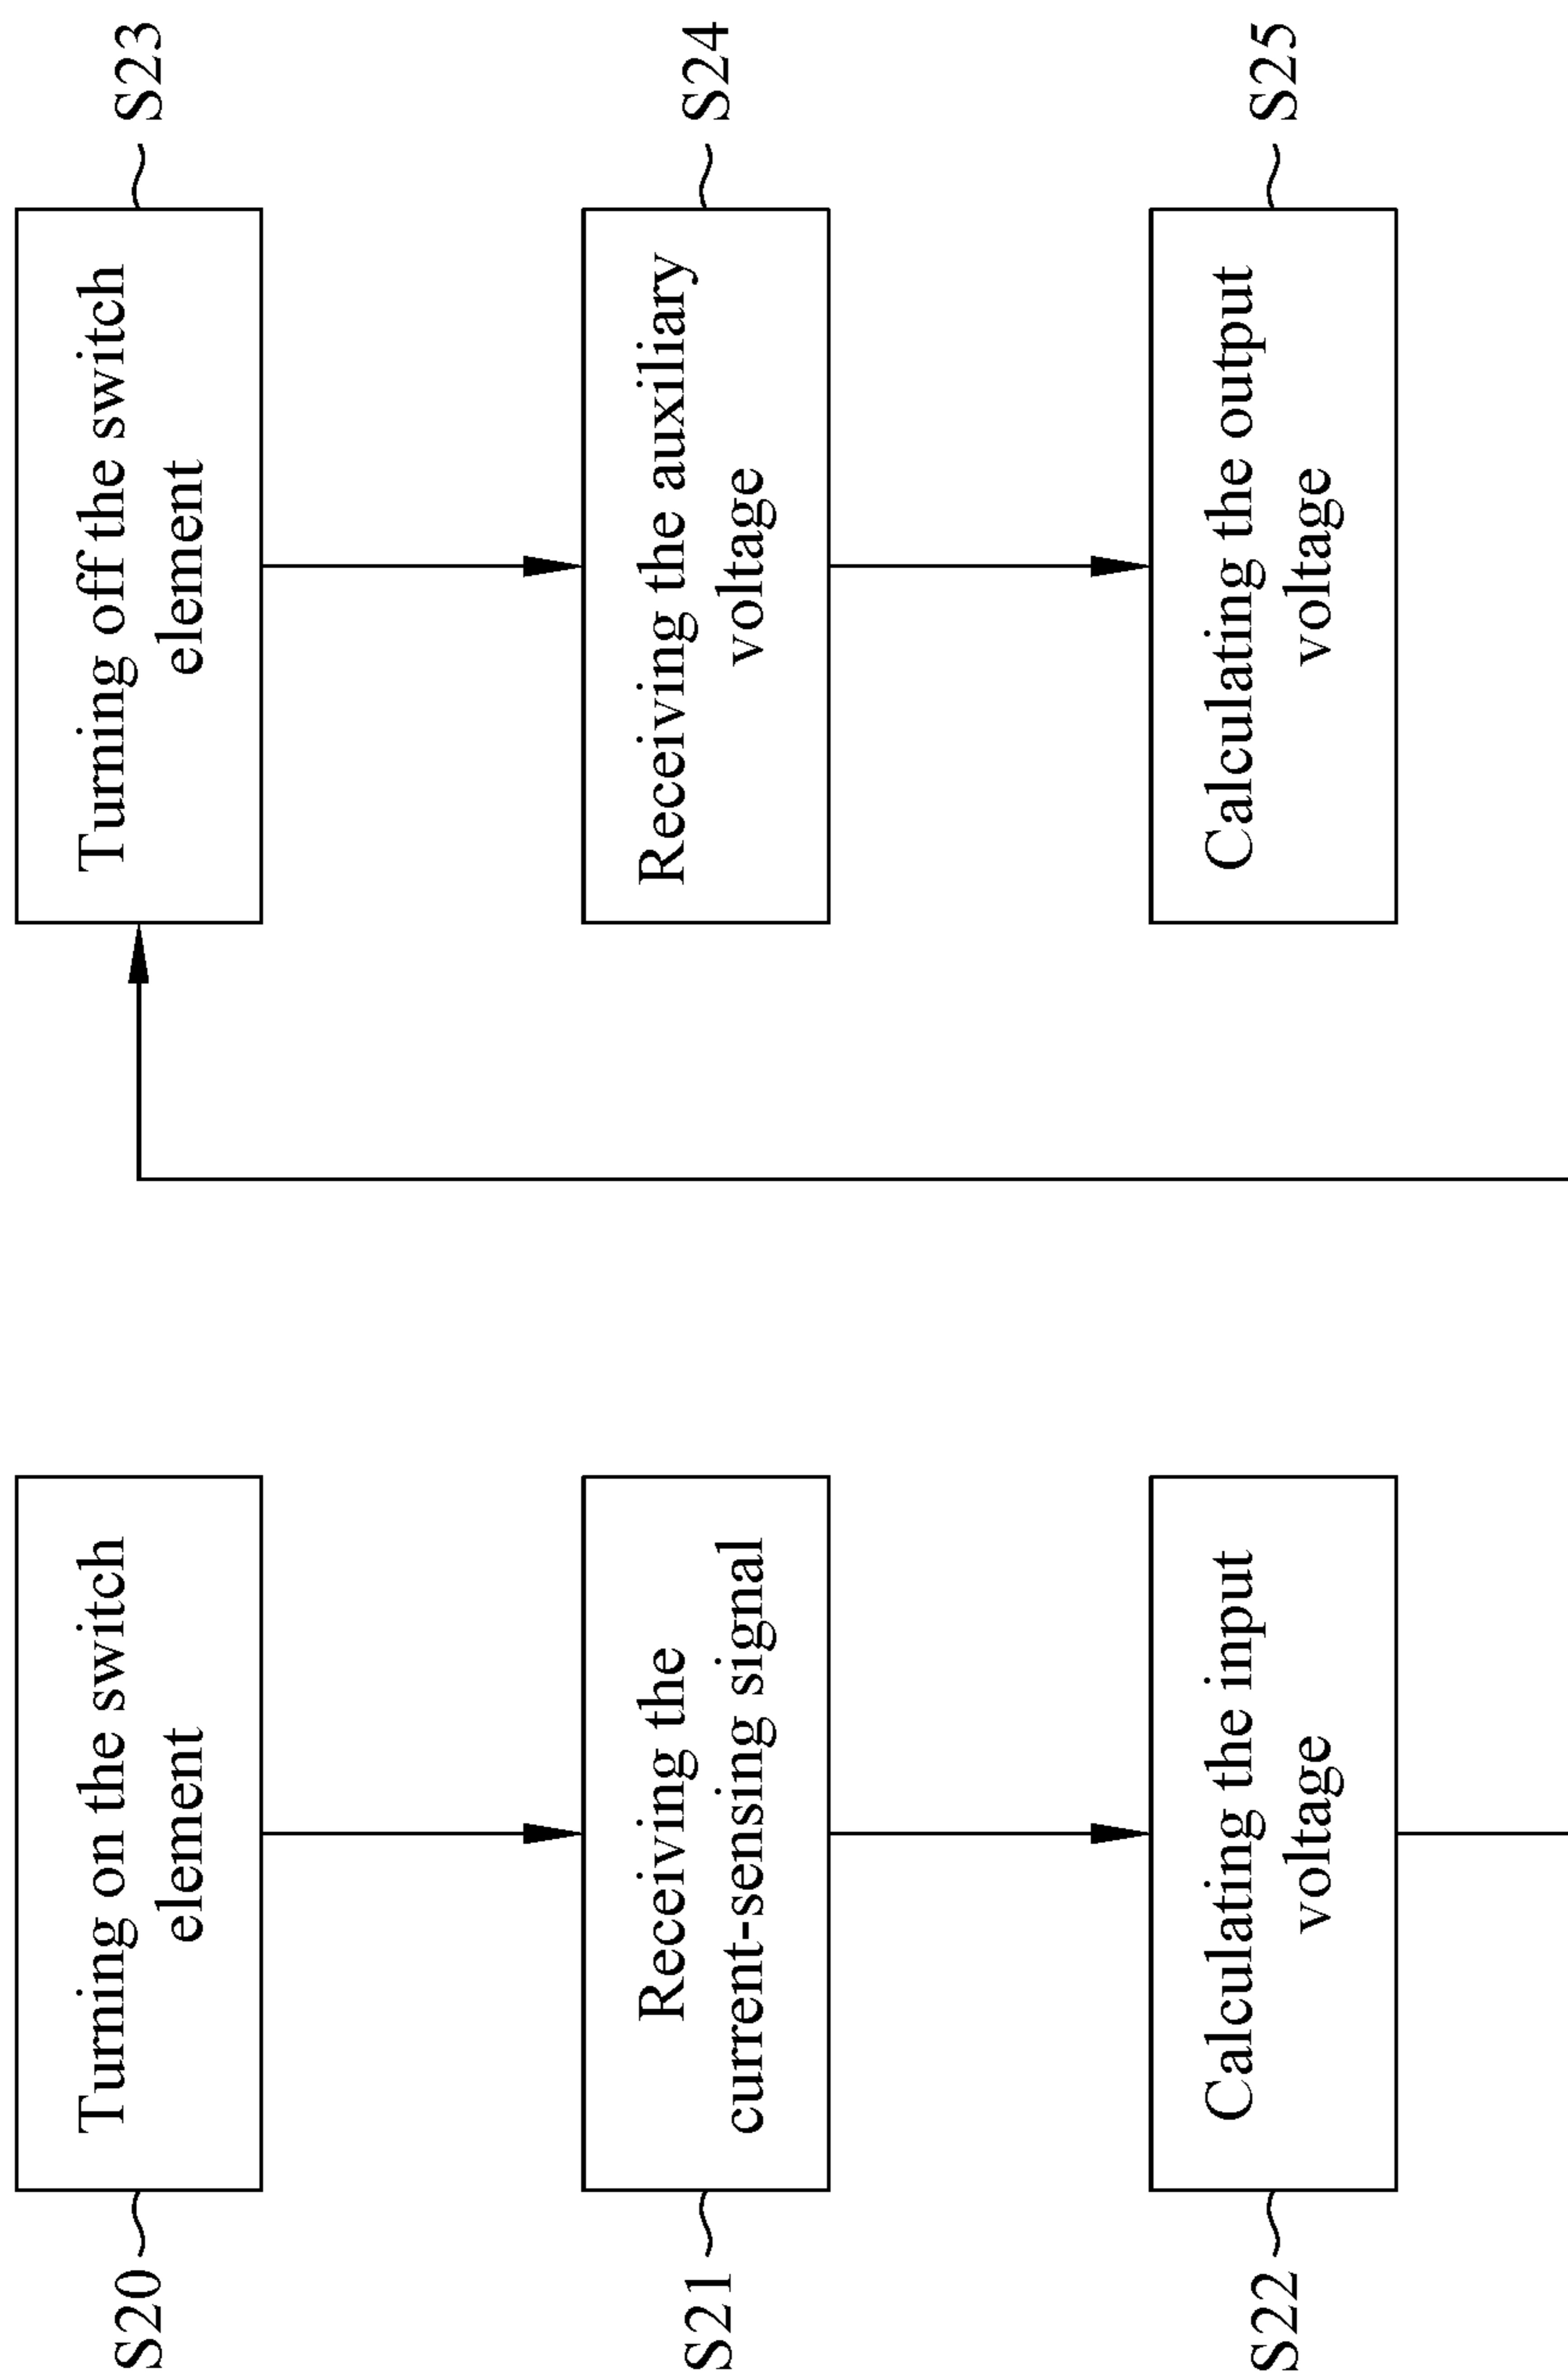 S20
Turning on the switch
element
S21
Receiving the
current-sensing signal
S22
Calculating the input
voltage
S23
Turning off the switch
element
S24
Receiving the auxiliary
voltage
S25
Calculating the output
voltage